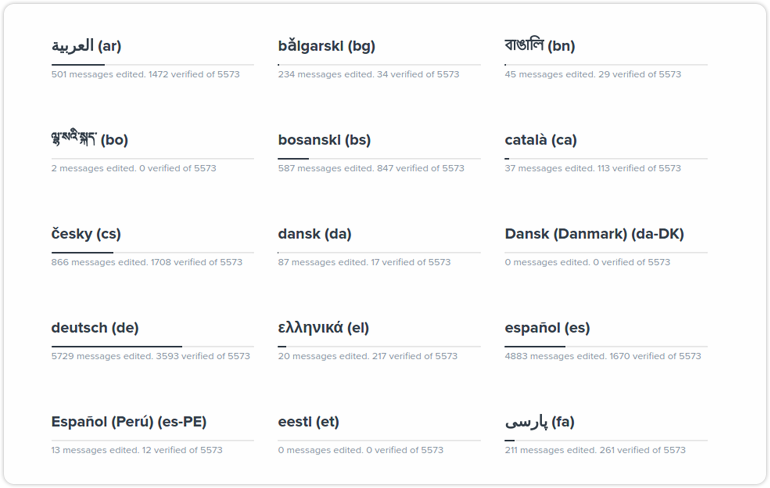 العربية (ar)
501 messages edited. 1472 verified of 5573
bǎlgarskI (bg)
234 messages edited. 34 verified of 5573
বাঙালি (bn)
45 messages edited. 29 verified of 5573
ལྷ་སའི་སྐད་ (bo)
2 messages edited. 0 verified of 5573
bosanskI (bs)
587 messages edited. 847 verified of 5573
català (ca)
37 messages edited. 113 verified of 5573
česky (cs)
866 messages edited. 1708 verified of 5573
dansk (da)
87 messages edited. 17 verified of 5573
Dansk (Danmark) (da-DK)
0 messages edited. 0 verified of 5573
deutsch (de)
5729 messages edited. 3593 verified of 5573
ελληνικά (el)
20 messages edited. 217 verified of 5573
español (es)
4883 messages edited. 1670 verified of 5573
Español (Perú) (es-PE)
13 messages edited. 12 verified of 5573
eestI (et)
0 messages edited. 0 verified of 5573
پارسی (fa)
211 messages edited. 261 verified of 5573